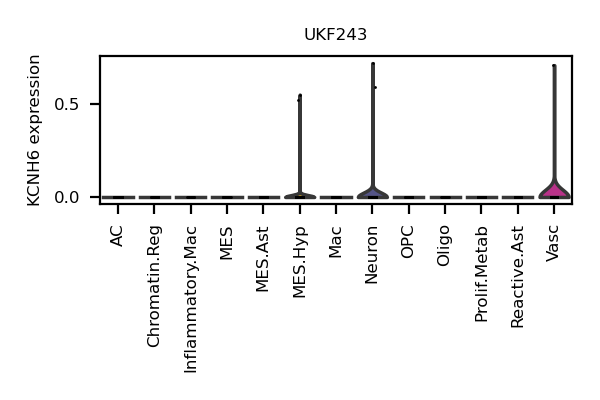 UKF243
KCNH6 expression
0.5
0.0
AC
Chromatin.Reg
Inflammatory.Mac
MES
MES.Ast
MES.Hyp
Mac
Neuron
OPC
Oligo
Prolif.Metab
Reactive.Ast
Vasc